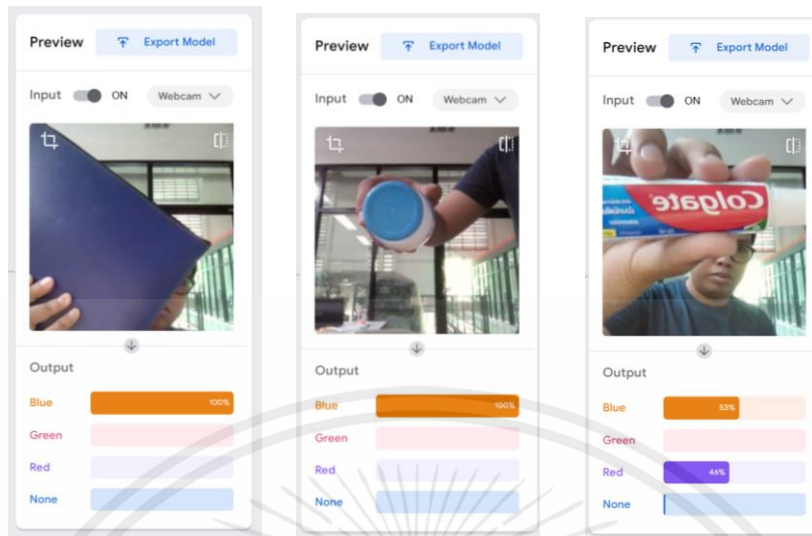 Preview Export Model
Input ON Webcam
Output
Blue 100%
Green
Red
None
Preview Export Model
Input ON Webcam
Output
Blue 100%
Green
Red
None
Preview Export Model
Input ON Webcam
Colgate
Output
Blue 53%
Green
Red 46%
None